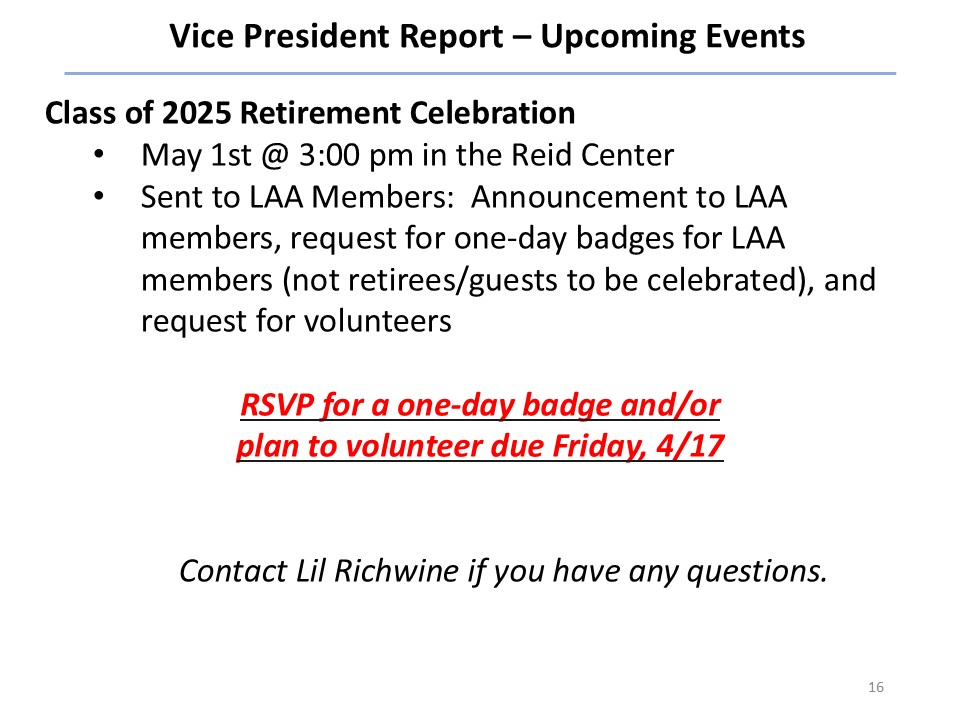 Vice President Report – Upcoming Events
Class of 2025 Retirement Celebration
• May 1st @ 3:00 pm in the Reid Center
• Sent to LAA Members:  Announcement to LAA
members, request for one-day badges for LAA
members (not retirees/guests to be celebrated), and
request for volunteers
RSVP for a one-day badge and/or
plan to volunteer due Friday, 4/17
Contact Lil Richwine if you have any questions.
16